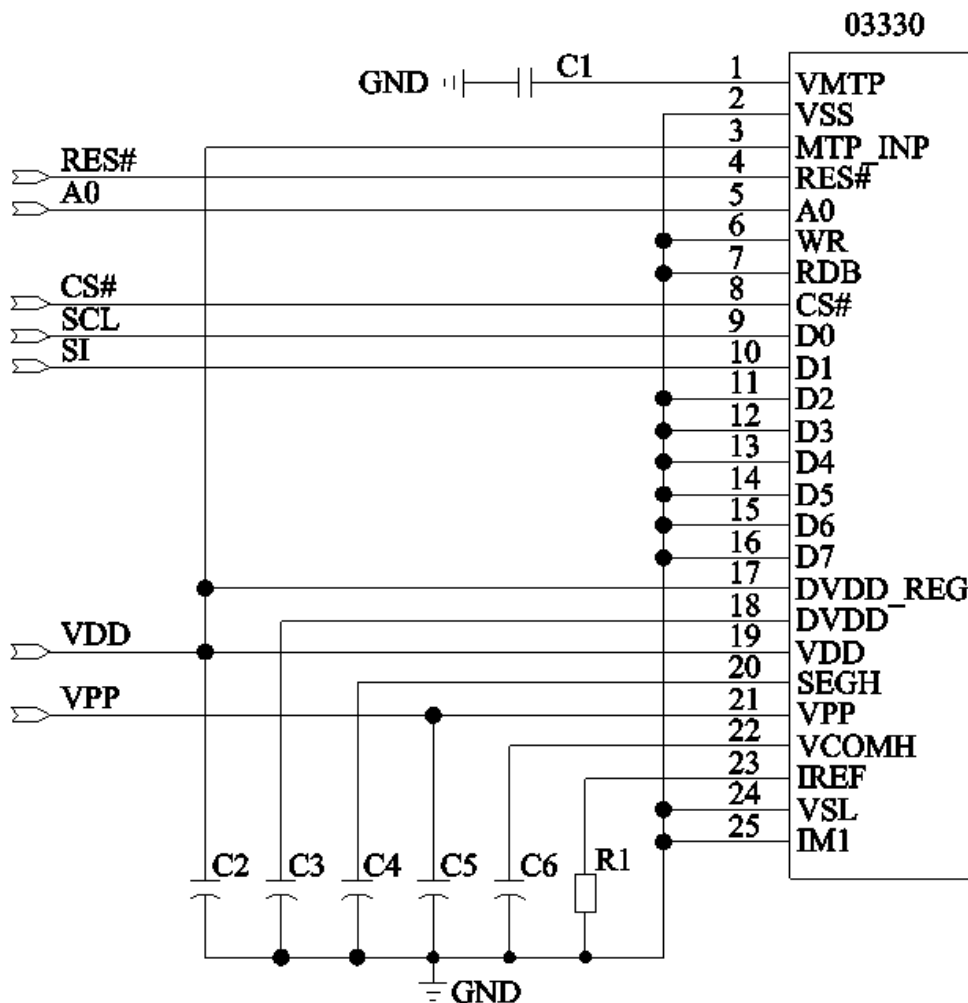 03330
GND C1 1 VMTP
2 VSS
3 MTP_INP
RES# 4 RES#
A0 5 A0
6 WR
7 RDB
CS# 8 CS#
SCL 9 D0
SI 10 D1
11 D2
12 D3
13 D4
14 D5
15 D6
16 D7
17 DVDD_REG
18 DVDD
VDD 19 VDD
20 SEGH
VPP 21 VPP
22 VCOMH
23 IREF
24 VSL
25 IM1
C2 C3 C4 C5 C6 R1
GND